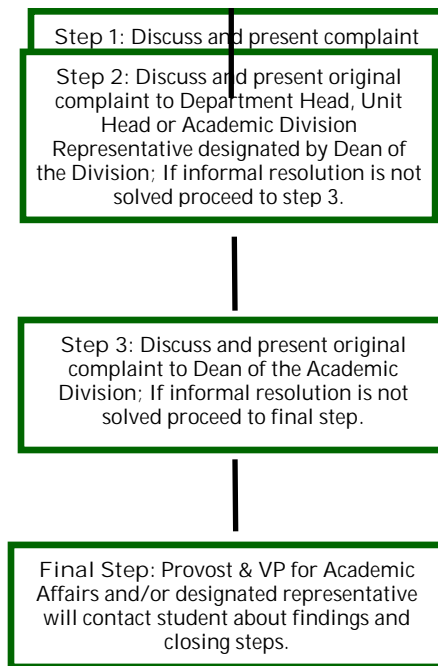 Step 1: Discuss and present complaint
Step 2: Discuss and present original
complaint to Department Head, Unit
Head or Academic Division
Representative designated by Dean of
the Division; If informal resolution is not
solved proceed to step 3.
Step 3: Discuss and present original
complaint to Dean of the Academic
Division; If informal resolution is not
solved proceed to final step.
Final Step: Provost & VP for Academic
Affairs and/or designated representative
will contact student about findings and
closing steps.